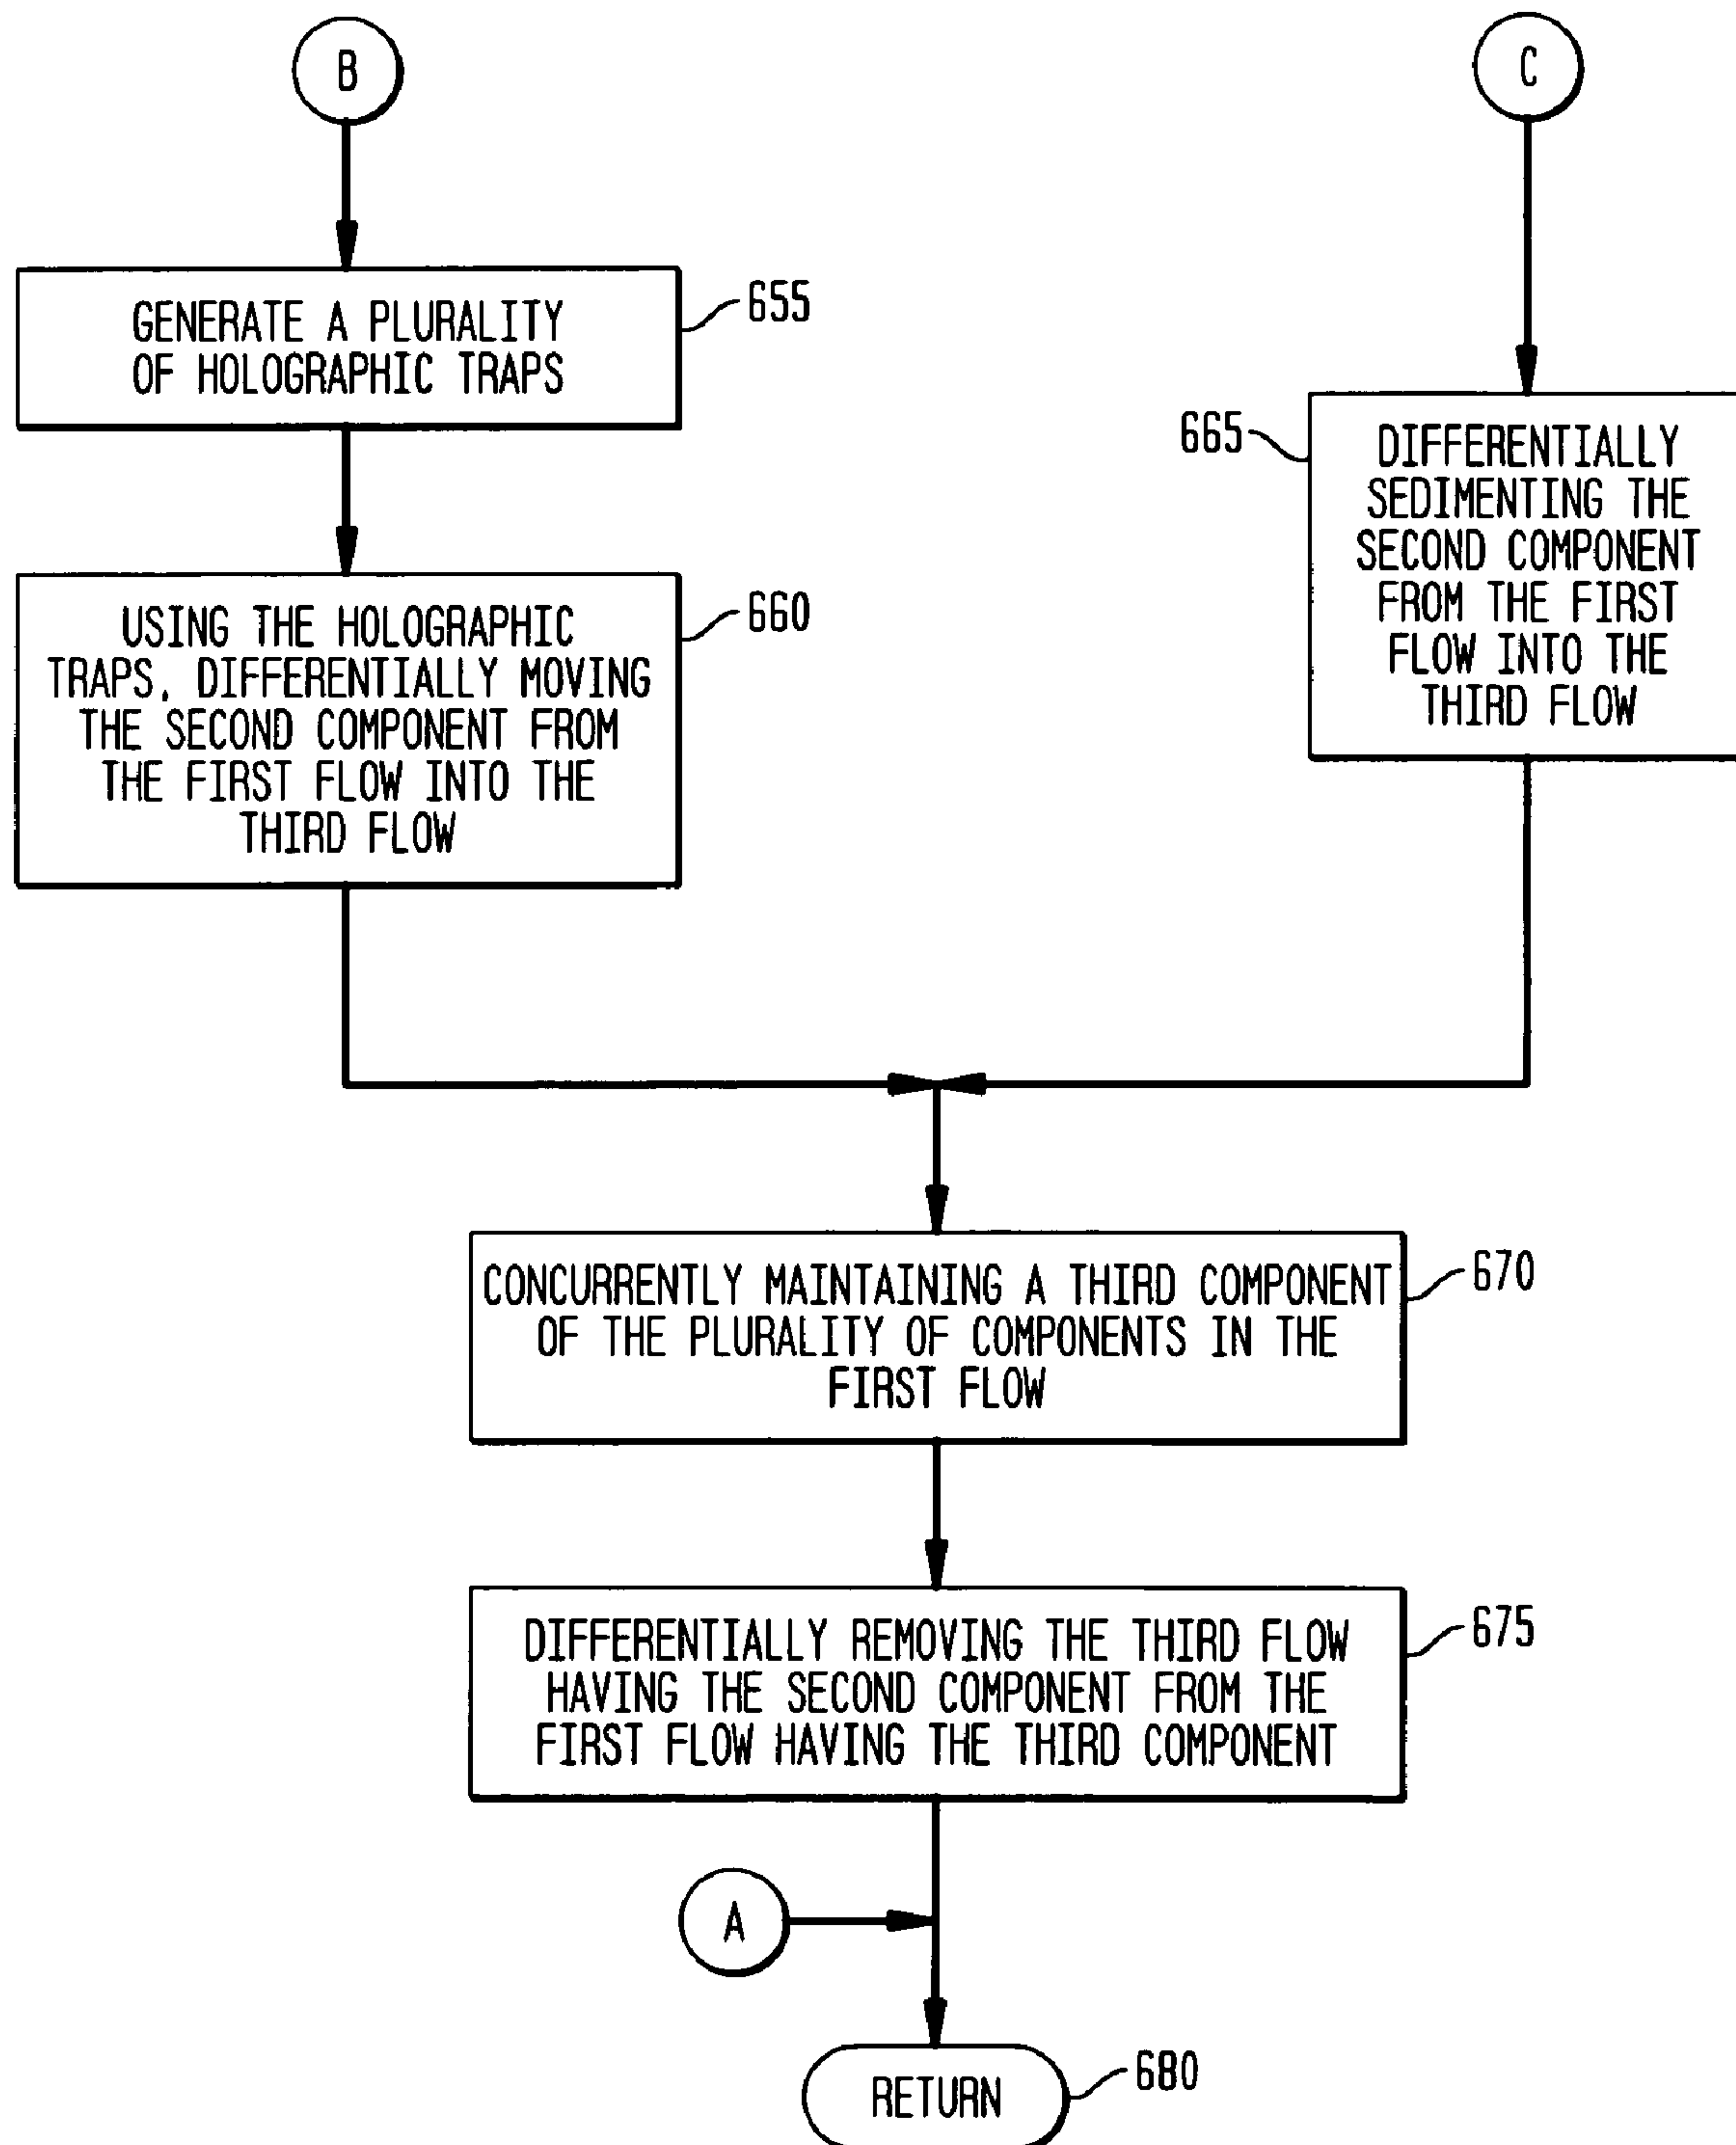 B
C
GENERATE A PLURALITY
OF HOLOGRAPHIC TRAPS
655
USING THE HOLOGRAPHIC
TRAPS, DIFFERENTIALLY MOVING
THE SECOND COMPONENT FROM
THE FIRST FLOW INTO THE
THIRD FLOW
660
665
DIFFERENTIALLY
SEDIMENTING THE
SECOND COMPONENT
FROM THE FIRST
FLOW INTO THE
THIRD FLOW
CONCURRENTLY MAINTAINING A THIRD COMPONENT
OF THE PLURALITY OF COMPONENTS IN THE
FIRST FLOW
670
DIFFERENTIALLY REMOVING THE THIRD FLOW
HAVING THE SECOND COMPONENT FROM THE
FIRST FLOW HAVING THE THIRD COMPONENT
675
A
RETURN
680